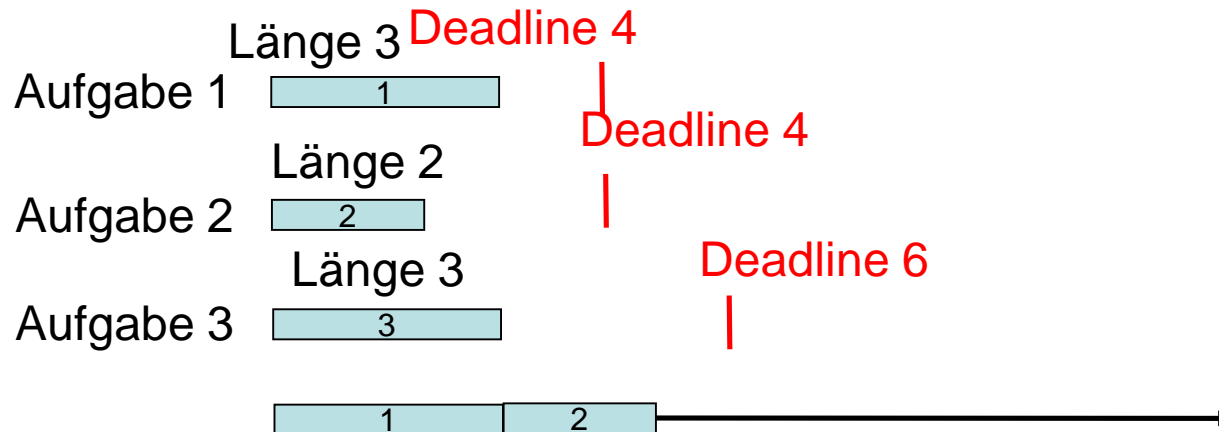 Länge 3 Deadline 4
Aufgabe 1 1
Deadline 4
Länge 2
Aufgabe 2 2
Länge 3 Deadline 6
Aufgabe 3 3
1 2